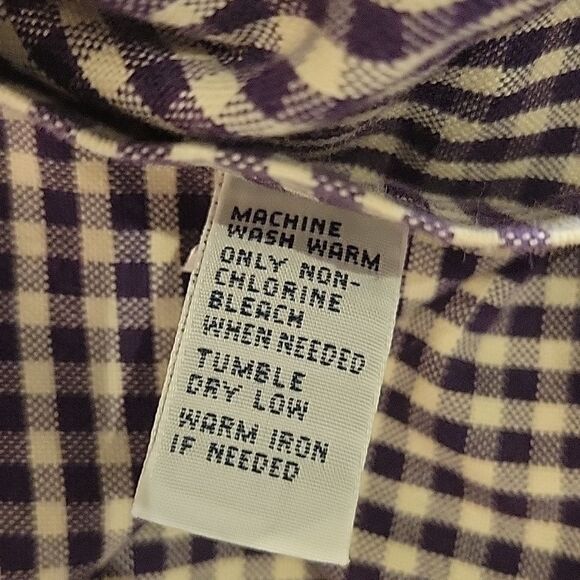 MACHINE
WASH WARM
ONLY NON-
CHLORINE
BLEACH
WHEN NEEDED
TUMBLE
DRY LOW
WARM IRON
IF NEEDED